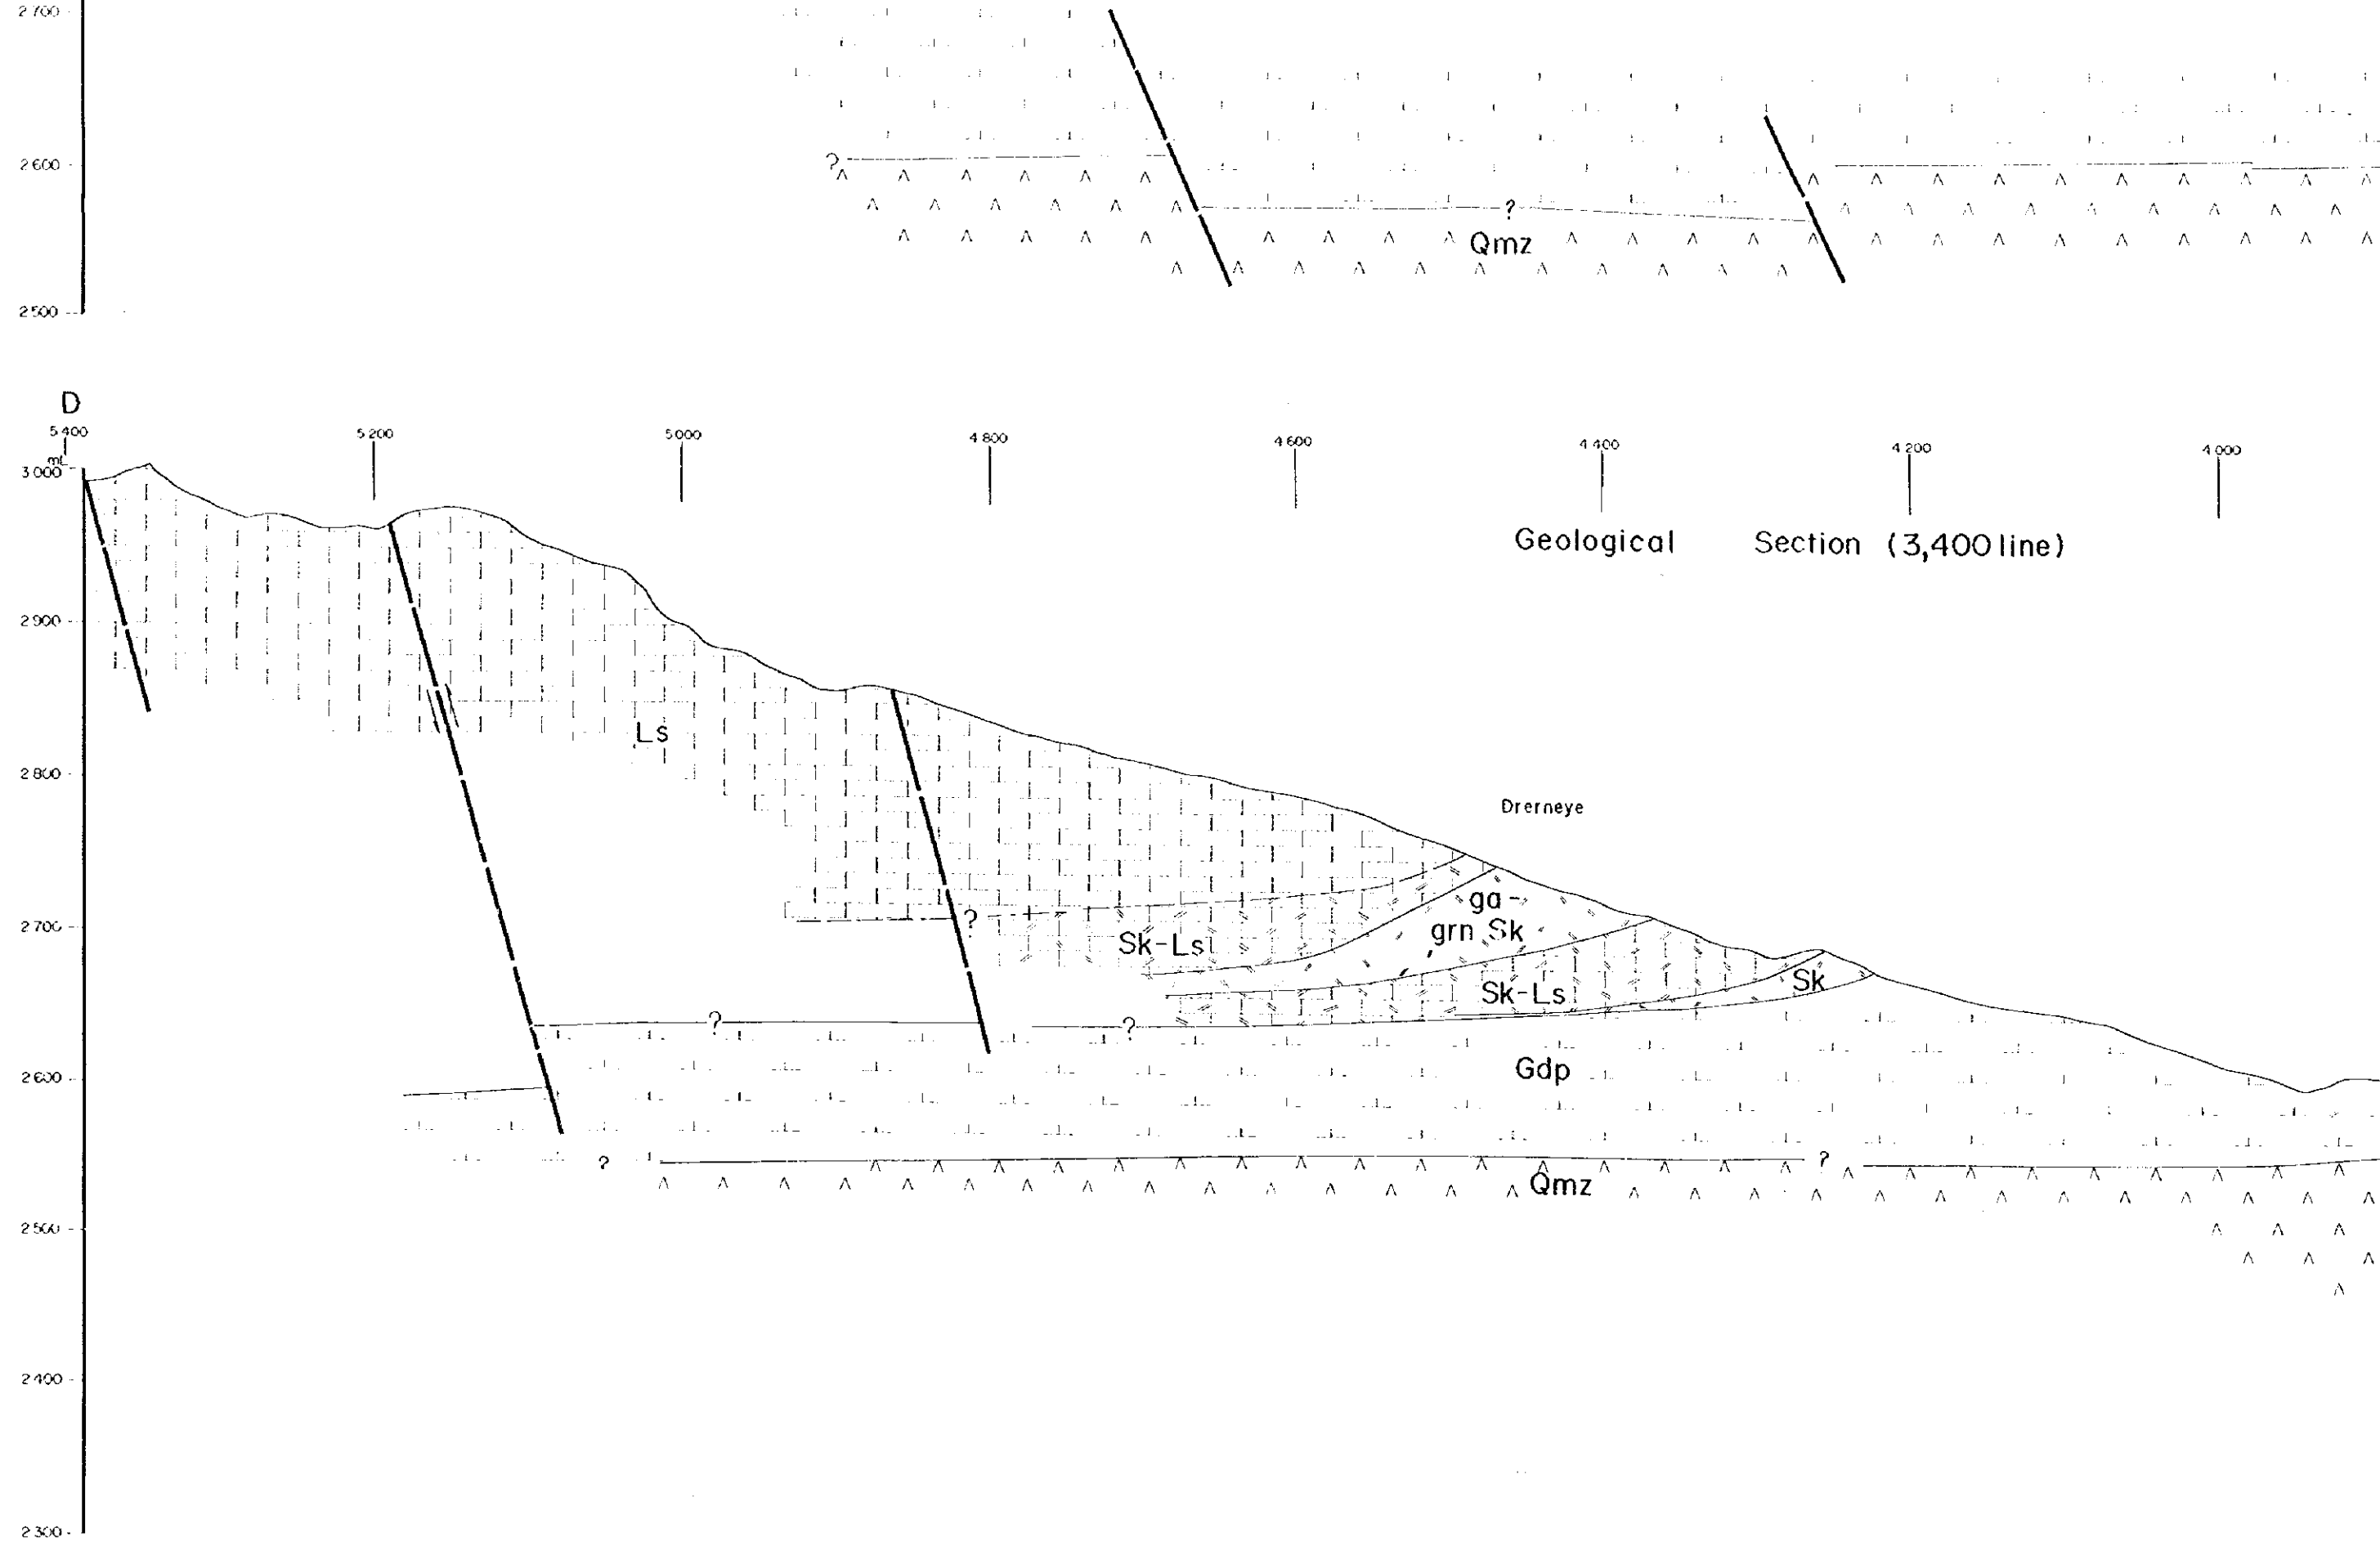 2700
2600
?
?
Qmz
2500
D
5400 5200 5000 4800 4600 4400 4200 4000
mL
3000
Geological Section (3,400 line)
2900
Ls
2800
Drerneye
ga -
2700
?
grn Sk
Sk-Ls
Sk
Sk-Ls
?
?
Gdp
2600
?
?
Qmz
2500
2400
2300